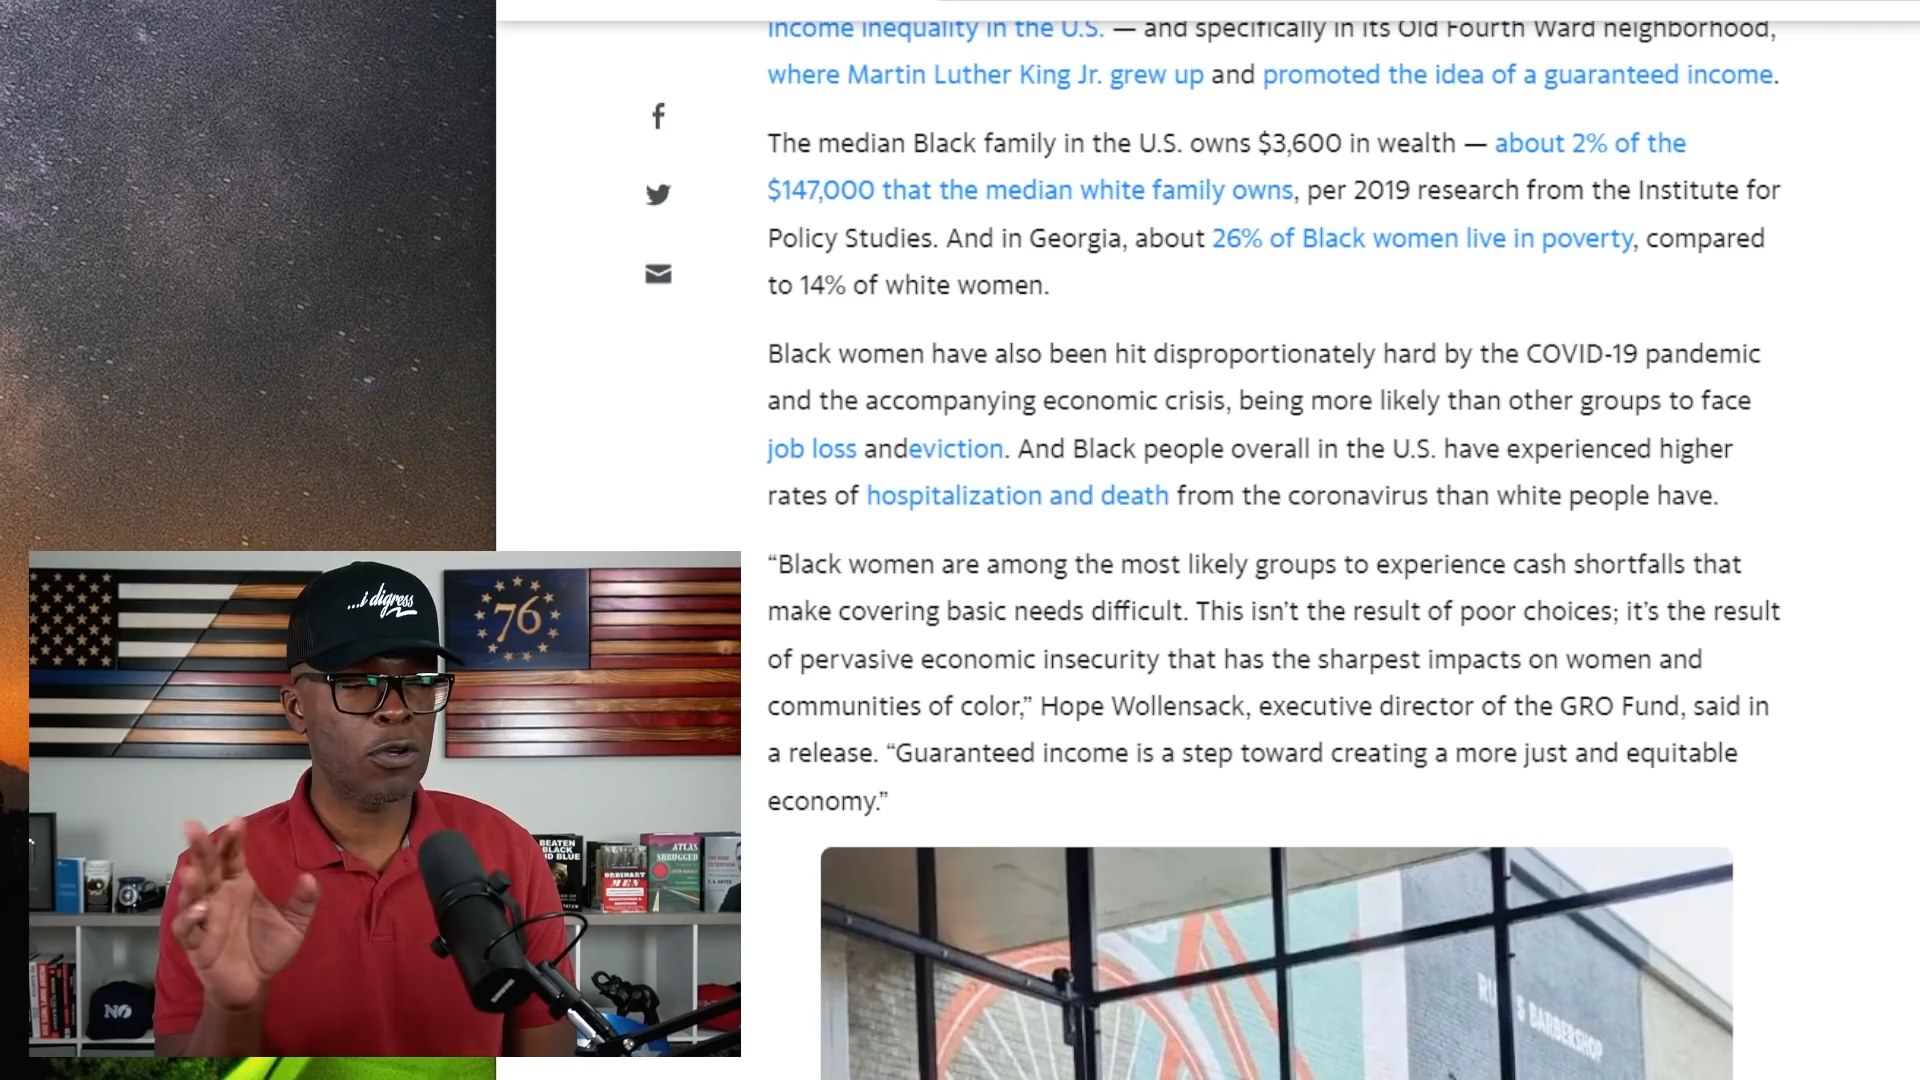 income inequality in the U.S. — and specifically in its Old Fourth Ward neighborhood,
where Martin Luther King Jr. grew up and promoted the idea of a guaranteed income.
The median Black family in the U.S. owns $3,600 in wealth — about 2% of the
$147,000 that the median white family owns, per 2019 research from the Institute for
Policy Studies. And in Georgia, about 26% of Black women live in poverty, compared
to 14% of white women.
Black women have also been hit disproportionately hard by the COVID-19 pandemic
and the accompanying economic crisis, being more likely than other groups to face
job loss andeviction. And Black people overall in the U.S. have experienced higher
rates of hospitalization and death from the coronavirus than white people have.
“Black women are among the most likely groups to experience cash shortfalls that
make covering basic needs difficult. This isn’t the result of poor choices; it’s the result
of pervasive economic insecurity that has the sharpest impacts on women and
communities of color,” Hope Wollensack, executive director of the GRO Fund, said in
a release. “Guaranteed income is a step toward creating a more just and equitable
economy.”
...i digress
76
BEATEN
BLACK
AND BLUE
ORDINARY
MEN
ATLAS
SHRUGGED
NO
BARBERSHOP